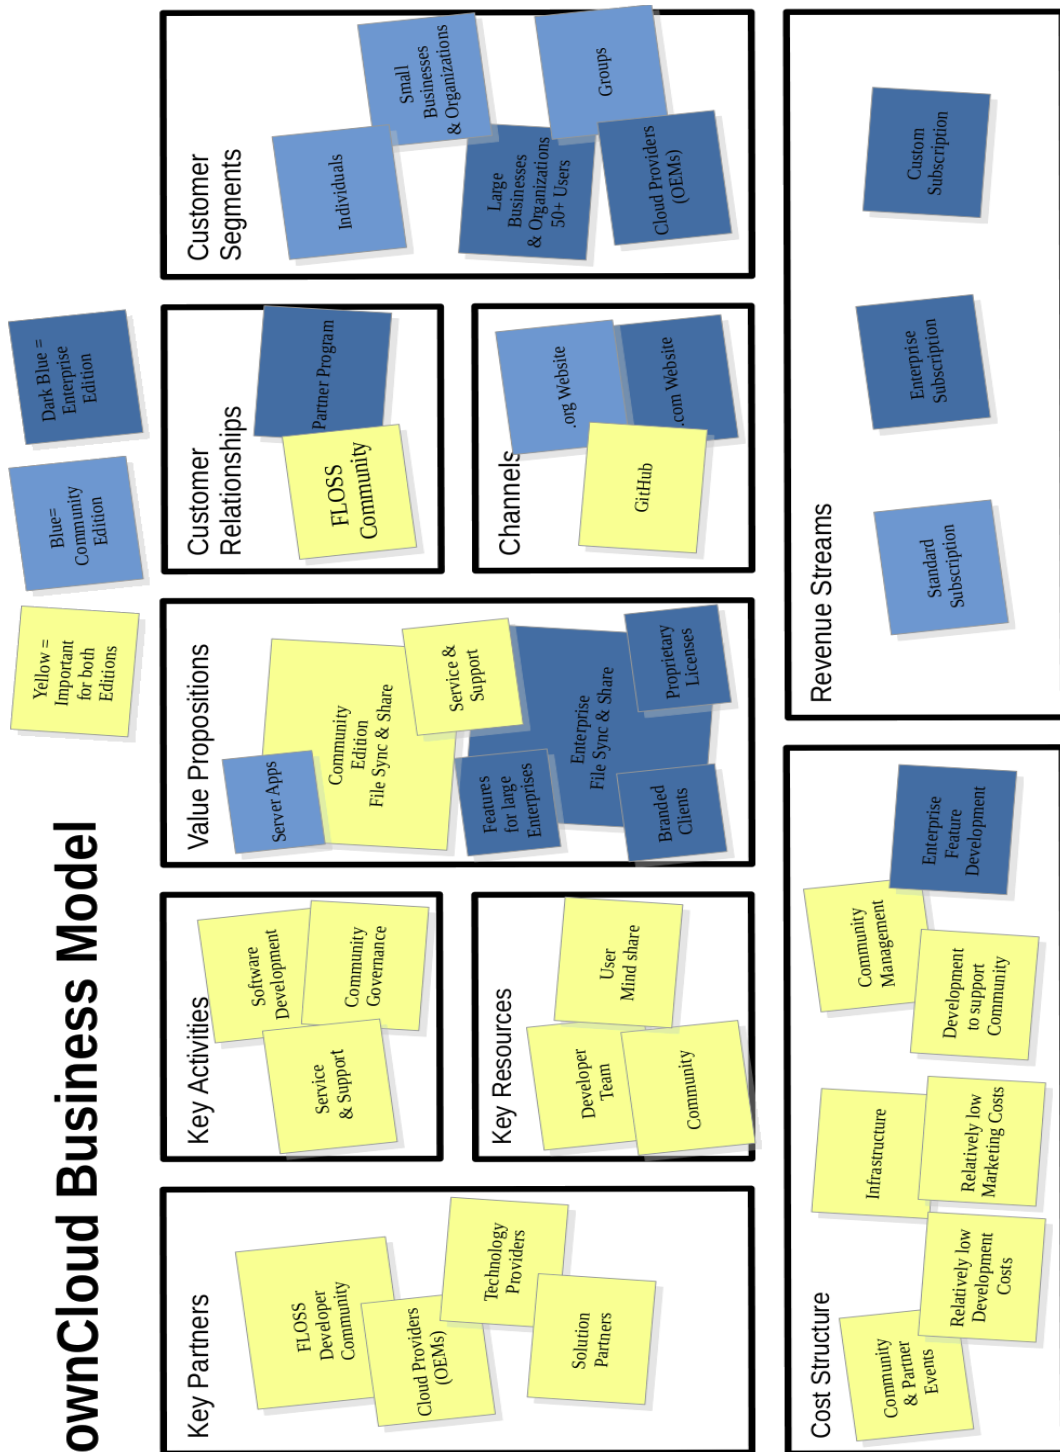 ownCloud Business Model
Yellow =
Important
for both
Editions
Blue=
Community
Edition
Dark Blue =
Enterprise
Edition
Key Partners
FLOSS
Developer
Community
Cloud Providers
(OEMs)
Technology
Providers
Solution
Partners
Key Activities
Software
Development
Community
Governance
Service
& Support
Key Resources
User
Mind share
Developer
Team
Community
Value Propositions
Server Apps
Community
Edition
File Sync & Share
Service &
Support
Features
for large
Enterprises
Enterprise
File Sync & Share
Proprietary
Licenses
Branded
Clients
Customer
Relationships
Partner Program
FLOSS
Community
Channels
.org Website
.com Website
GitHub
Customer
Segments
Individuals
Small
Businesses
& Organizations
Large
Businesses
& Organizations
50+ Users
Groups
Cloud Providers
(OEMs)
Cost Structure
Community
& Partner
Events
Relatively low
Development
Costs
Infrastructure
Relatively low
Marketing Costs
Community
Management
Development
to support
Community
Enterprise
Feature
Development
Revenue Streams
Standard
Subscription
Enterprise
Subscription
Custom
Subscription